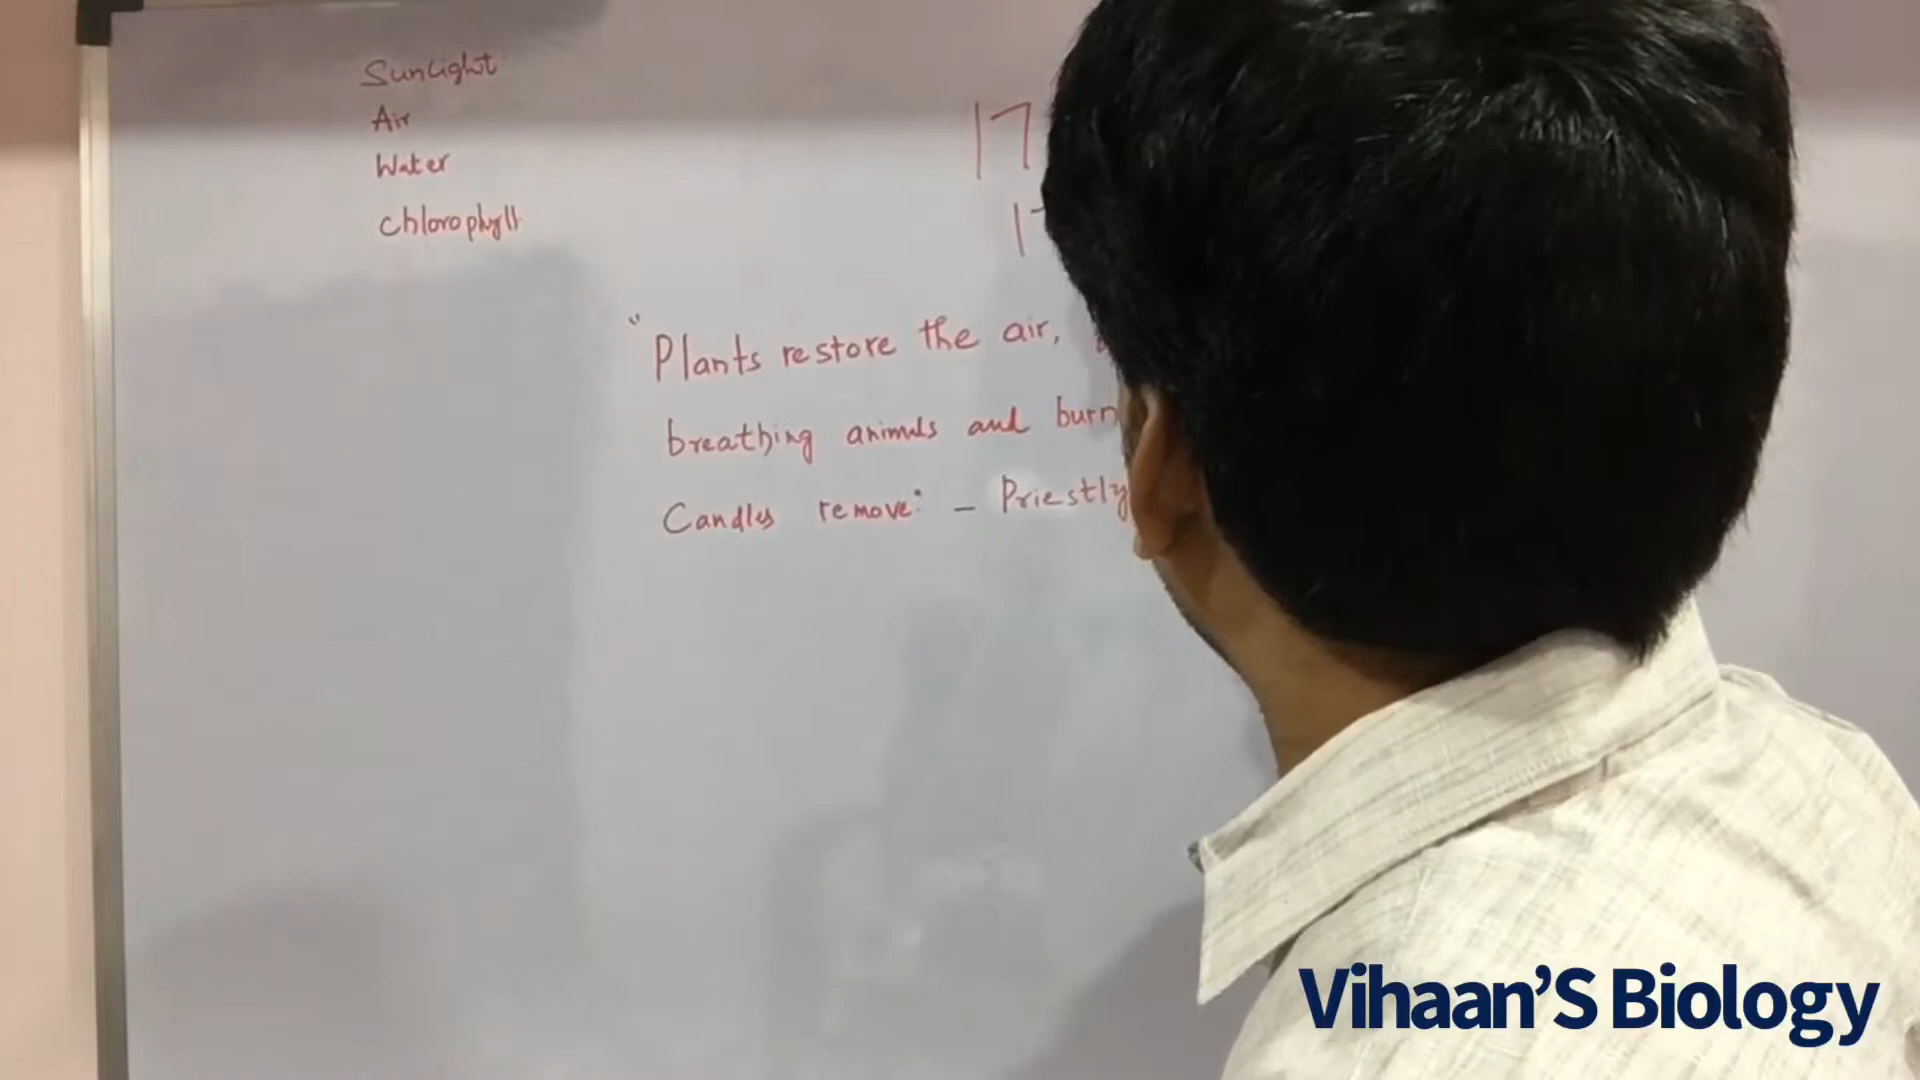 Sunlight
Air
Water
Chlorophyll
17
"Plants restore the air,
breathing animals and burn
Candles remove" - Priestly
Vihaan'S Biology